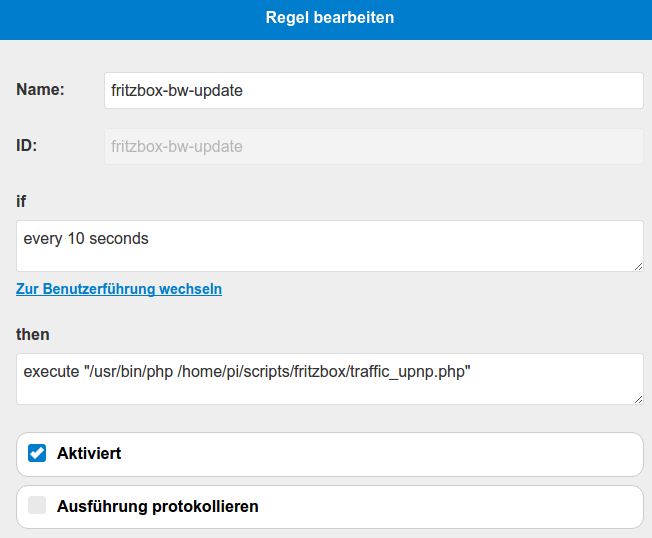 Regel bearbeiten
Name:
fritzbox-bw-update
ID:
fritzbox-bw-update
if
every 10 seconds
Zur Benutzerführung wechseln
then
execute "/usr/bin/php /home/pi/scripts/fritzbox/traffic_upnp.php"
Aktiviert
Ausführung protokollieren